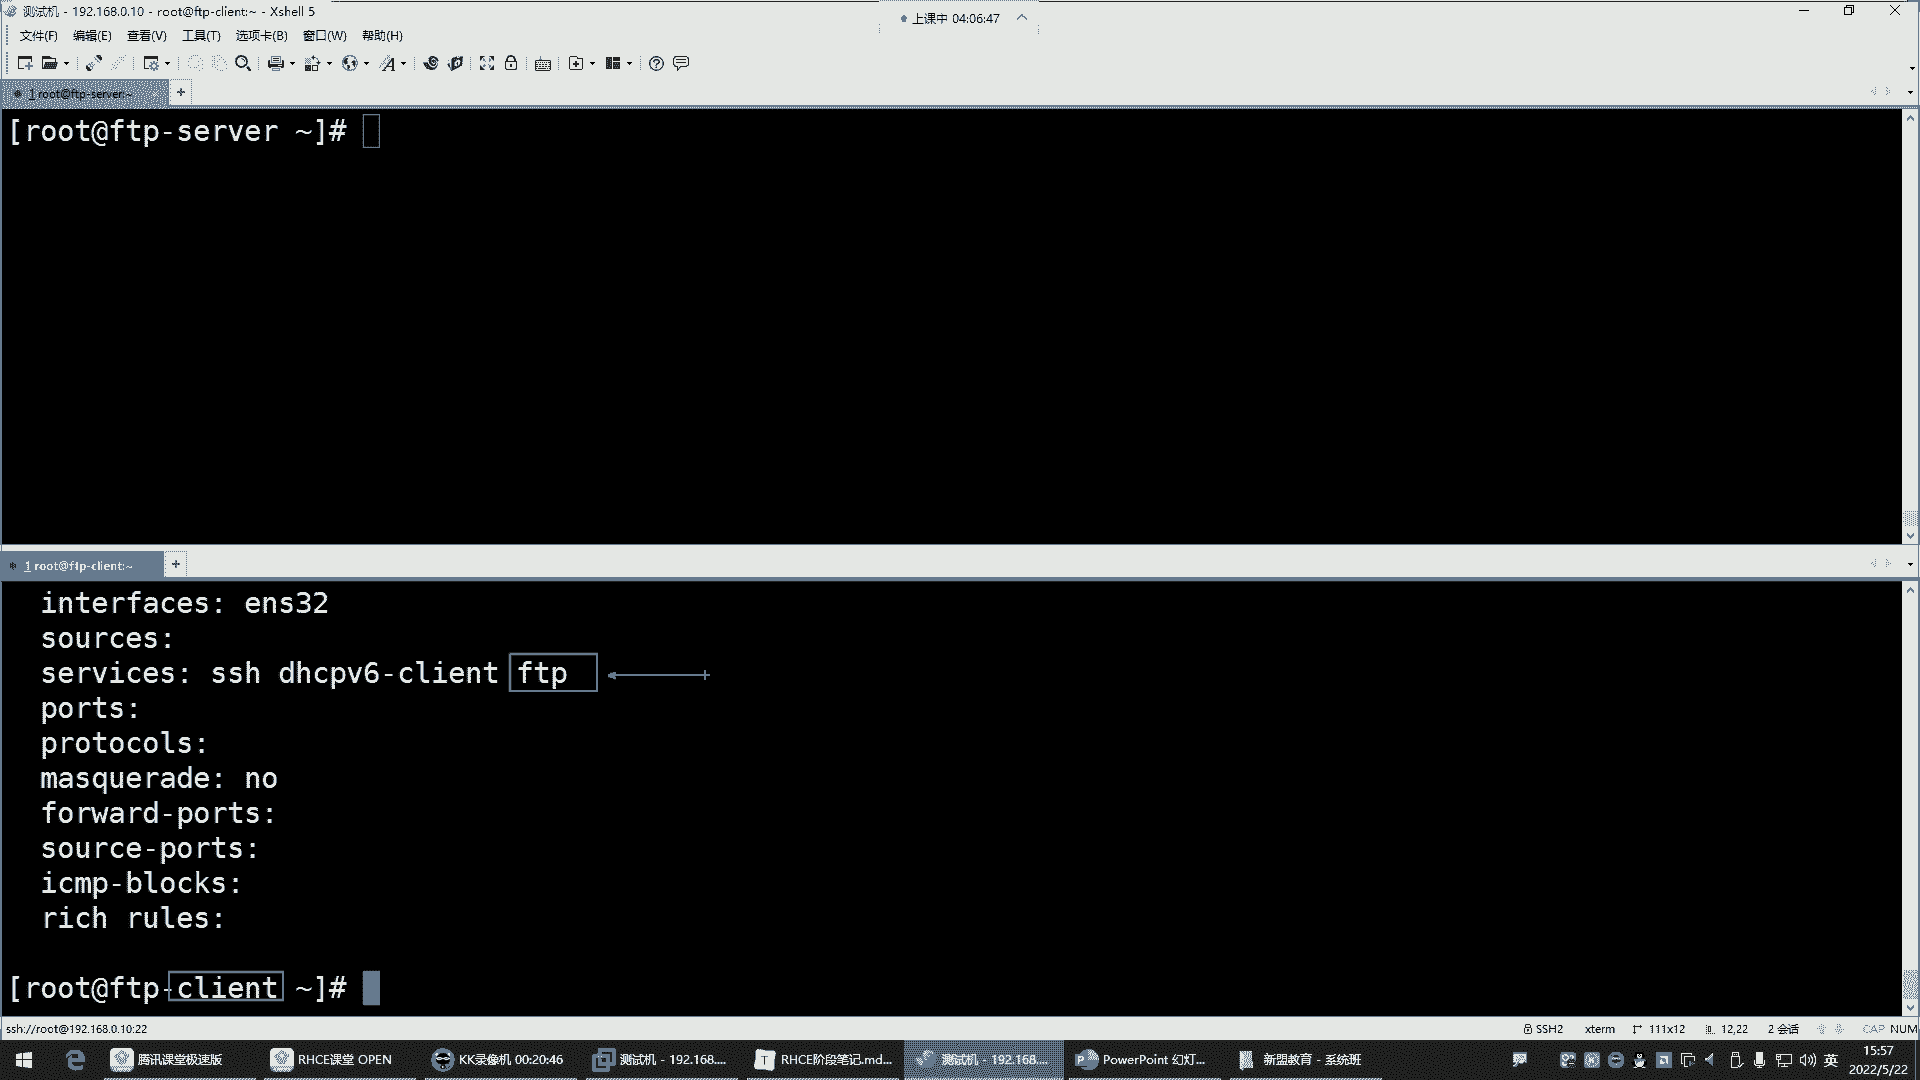 测试机 - 192.168.0.10 - root@ftp-client:~ - Xshell 5
上课中 04:06:47
文件(F) 编辑(E) 查看(V) 工具(T) 选项卡(B) 窗口(W) 帮助(H)
1 root@ftp-server:~
[root@ftp-server ~]#
1 root@ftp-client:~
interfaces: ens32
sources:
services: ssh dhcpv6-client ftp
ports:
protocols:
masquerade: no
forward-ports:
source-ports:
icmp-blocks:
rich rules:
[root@ftp-client ~]#
ssh://root@192.168.0.10:22 SSH2 xterm 111x12 12,22 2 会话 CAP NUM
腾讯课堂极速版 RHCE课堂 OPEN KK录像机 00:20:46 测试机 - 192.168.... RHCE阶段笔记.md... 测试机 - 192.168.... PowerPoint 幻灯... 新盟教育 - 系统班 英 15:57
2022/5/22